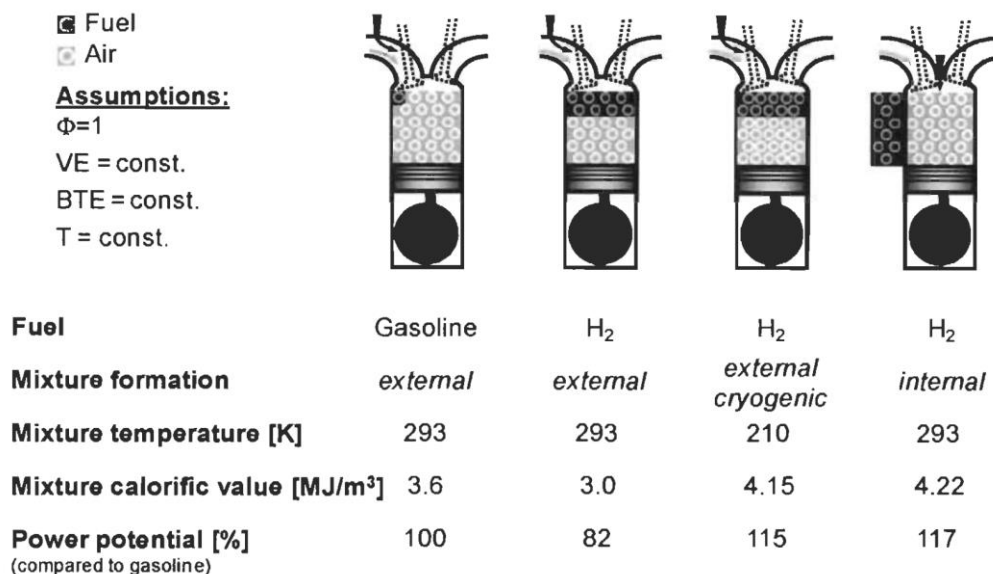 Fuel
Air
Assumptions:
Φ=1
VE = const.
BTE = const.
T = const.
Fuel Gasoline H₂ H₂ H₂
Mixture formation external external external cryogenic internal
Mixture temperature [K] 293 293 210 293
Mixture calorific value [MJ/m³] 3.6 3.0 4.15 4.22
Power potential [%] 100 82 115 117
(compared to gasoline)